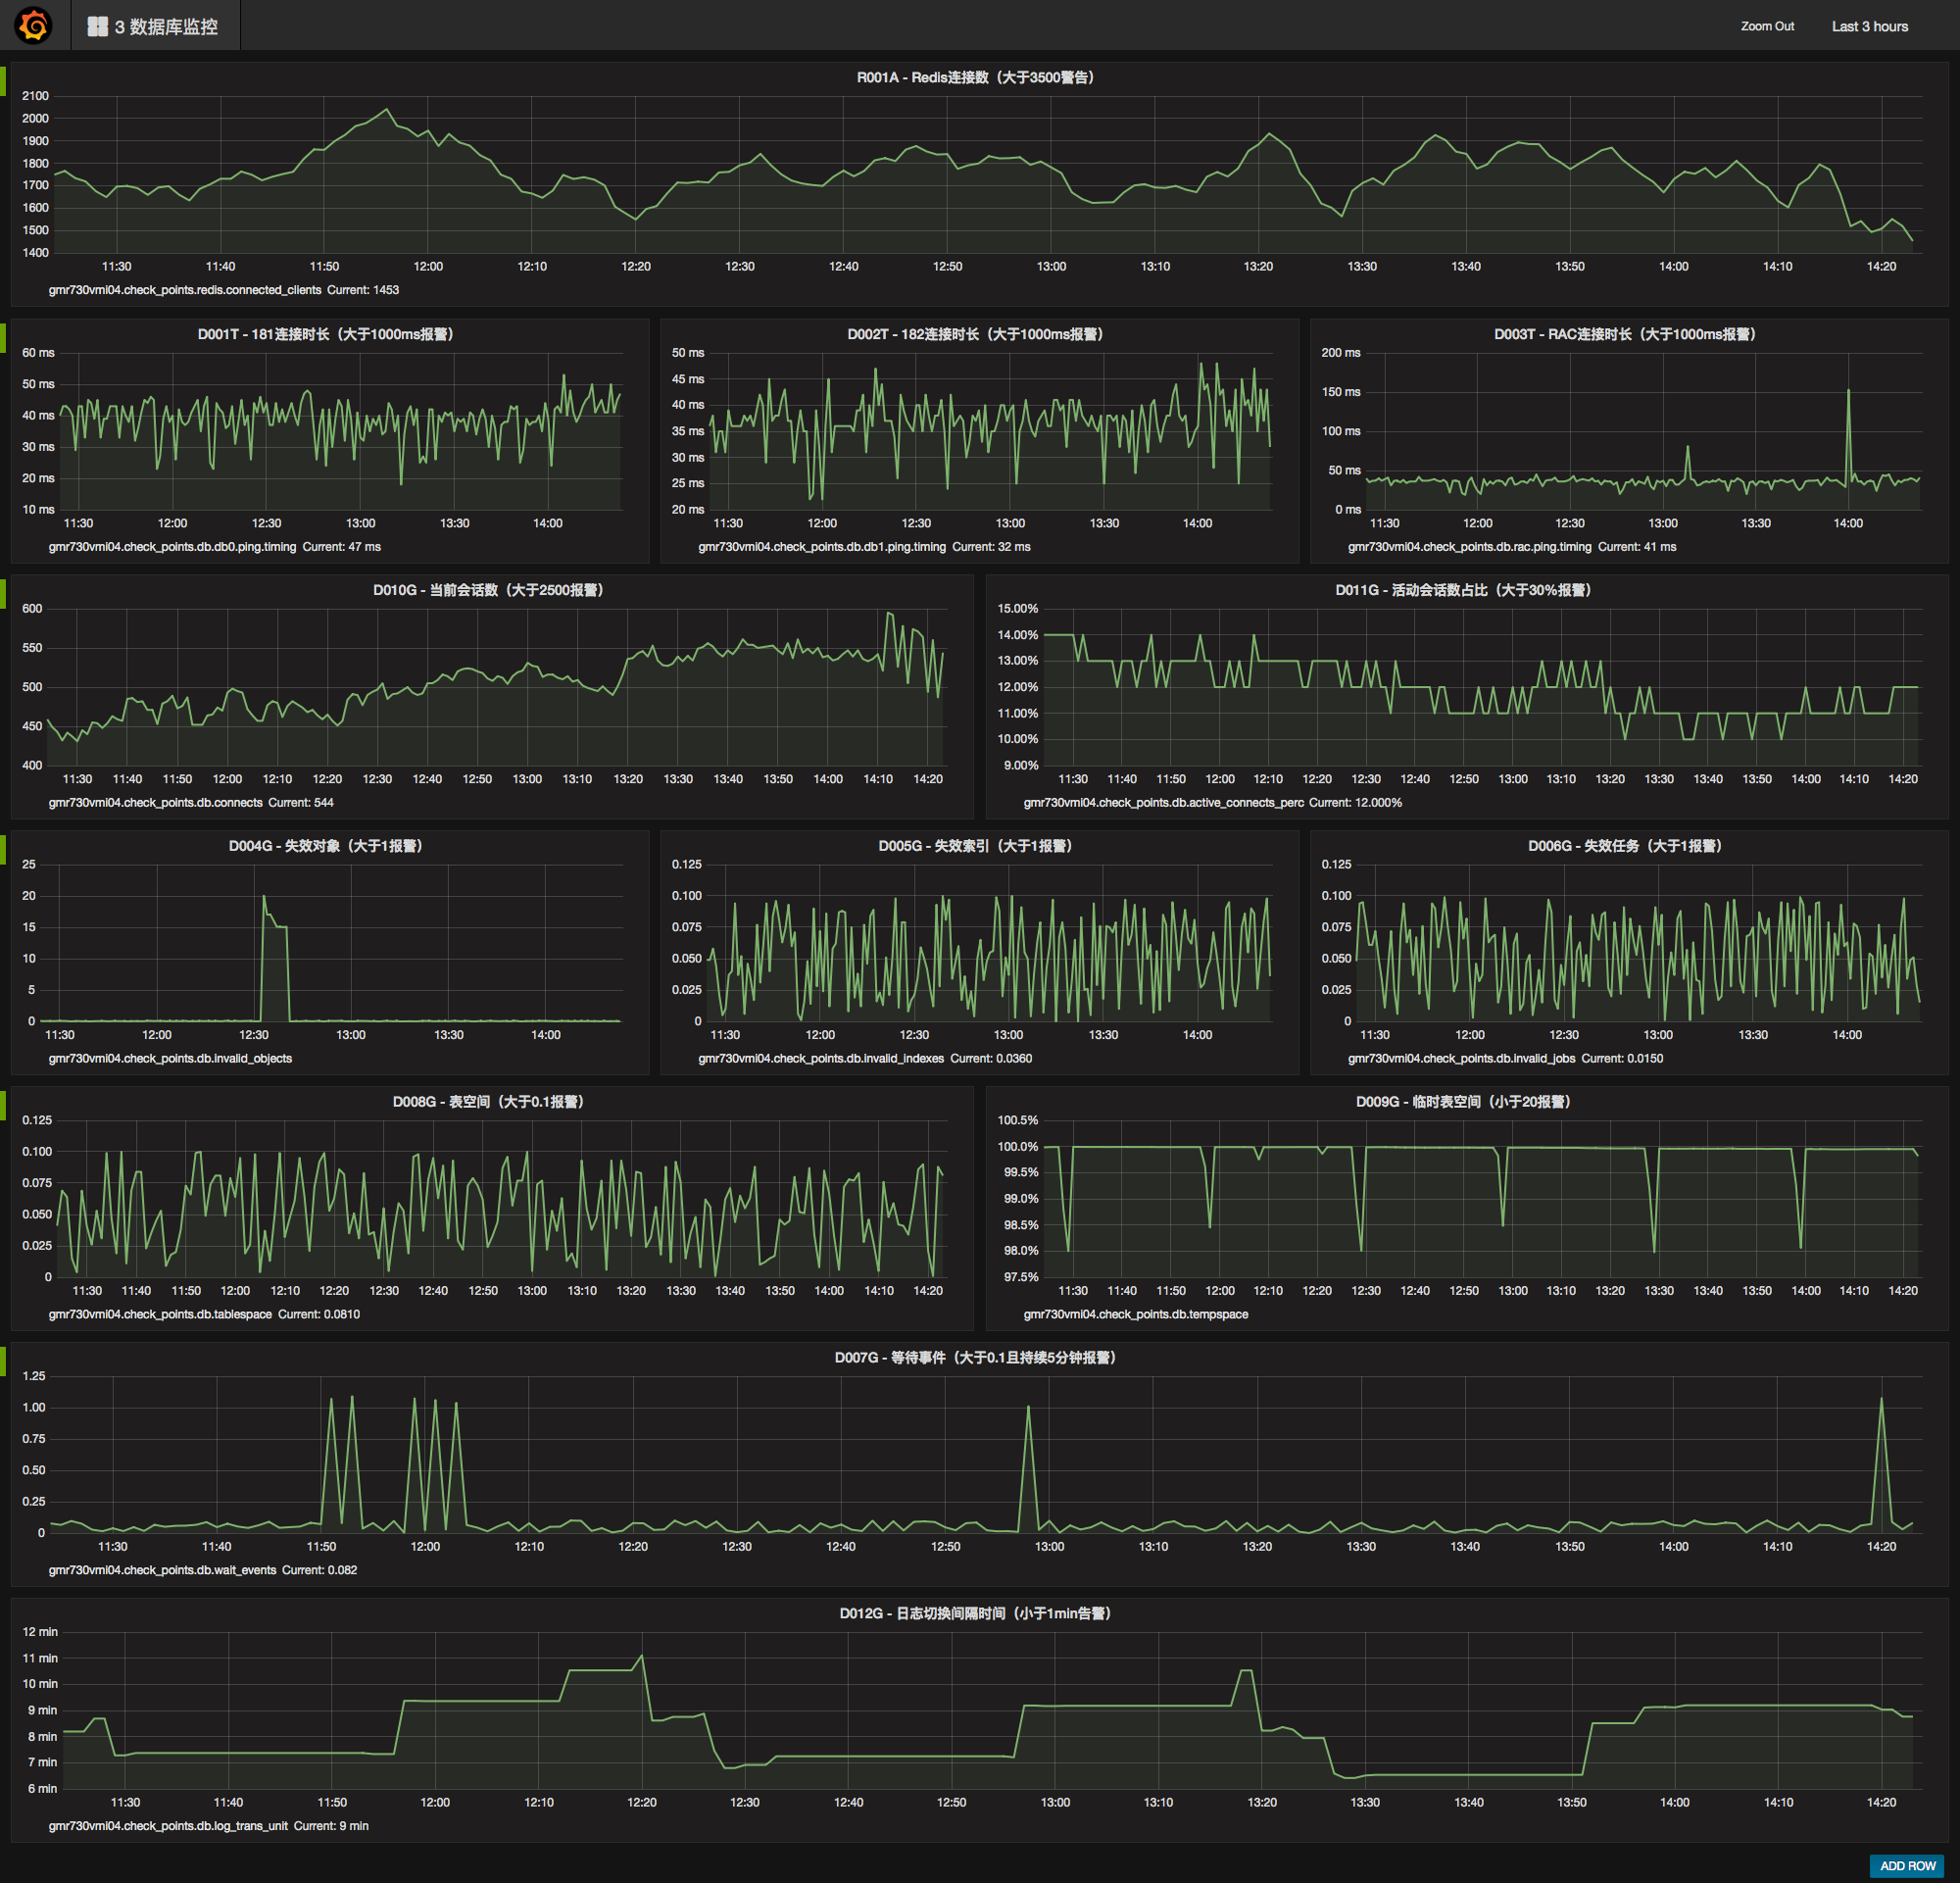 3 数据库监控
Zoom Out
Last 3 hours
R001A - Redis连接数（大于3500警告）
2100
2000
1900
1800
1700
1600
1500
1400
11:30 11:40 11:50 12:00 12:10 12:20 12:30 12:40 12:50 13:00 13:10 13:20 13:30 13:40 13:50 14:00 14:10 14:20
gmr730vmi04.check_points.redis.connected_clients Current: 1453
D001T - 181连接时长（大于1000ms报警）
60 ms
50 ms
40 ms
30 ms
20 ms
10 ms
11:30 12:00 12:30 13:00 13:30 14:00
gmr730vmi04.check_points.db.db0.ping.timing Current: 47 ms
D002T - 182连接时长（大于1000ms报警）
50 ms
45 ms
40 ms
35 ms
30 ms
25 ms
20 ms
11:30 12:00 12:30 13:00 13:30 14:00
gmr730vmi04.check_points.db.db1.ping.timing Current: 32 ms
D003T - RAC连接时长（大于1000ms报警）
200 ms
150 ms
100 ms
50 ms
0 ms
11:30 12:00 12:30 13:00 13:30 14:00
gmr730vmi04.check_points.db.rac.ping.timing Current: 41 ms
D010G - 当前会话数（大于2500报警）
600
550
500
450
400
11:30 11:40 11:50 12:00 12:10 12:20 12:30 12:40 12:50 13:00 13:10 13:20 13:30 13:40 13:50 14:00 14:10 14:20
gmr730vmi04.check_points.db.connects Current: 544
D011G - 活动会话数占比（大于30%报警）
15.00%
14.00%
13.00%
12.00%
11.00%
10.00%
9.00%
11:30 11:40 11:50 12:00 12:10 12:20 12:30 12:40 12:50 13:00 13:10 13:20 13:30 13:40 13:50 14:00 14:10 14:20
gmr730vmi04.check_points.db.active_connects_perc Current: 12.000%
D004G - 失效对象（大于1报警）
25
20
15
10
5
0
11:30 12:00 12:30 13:00 13:30 14:00
gmr730vmi04.check_points.db.invalid_objects
D005G - 失效索引（大于1报警）
0.125
0.100
0.075
0.050
0.025
0
11:30 12:00 12:30 13:00 13:30 14:00
gmr730vmi04.check_points.db.invalid_indexes Current: 0.0360
D006G - 失效任务（大于1报警）
0.125
0.100
0.075
0.050
0.025
0
11:30 12:00 12:30 13:00 13:30 14:00
gmr730vmi04.check_points.db.invalid_jobs Current: 0.0150
D008G - 表空间（大于0.1报警）
0.125
0.100
0.075
0.050
0.025
0
11:30 11:40 11:50 12:00 12:10 12:20 12:30 12:40 12:50 13:00 13:10 13:20 13:30 13:40 13:50 14:00 14:10 14:20
gmr730vmi04.check_points.db.tablespace Current: 0.0810
D009G - 临时表空间（小于20报警）
100.5%
100.0%
99.5%
99.0%
98.5%
98.0%
97.5%
11:30 11:40 11:50 12:00 12:10 12:20 12:30 12:40 12:50 13:00 13:10 13:20 13:30 13:40 13:50 14:00 14:10 14:20
gmr730vmi04.check_points.db.tempspace
D007G - 等待事件（大于0.1且持续5分钟报警）
1.25
1.00
0.75
0.50
0.25
0
11:30 11:40 11:50 12:00 12:10 12:20 12:30 12:40 12:50 13:00 13:10 13:20 13:30 13:40 13:50 14:00 14:10 14:20
gmr730vmi04.check_points.db.wait_events Current: 0.082
D012G - 日志切换间隔时间（小于1min告警）
12 min
11 min
10 min
9 min
8 min
7 min
6 min
11:30 11:40 11:50 12:00 12:10 12:20 12:30 12:40 12:50 13:00 13:10 13:20 13:30 13:40 13:50 14:00 14:10 14:20
gmr730vmi04.check_points.db.log_trans_unit Current: 9 min
ADD ROW